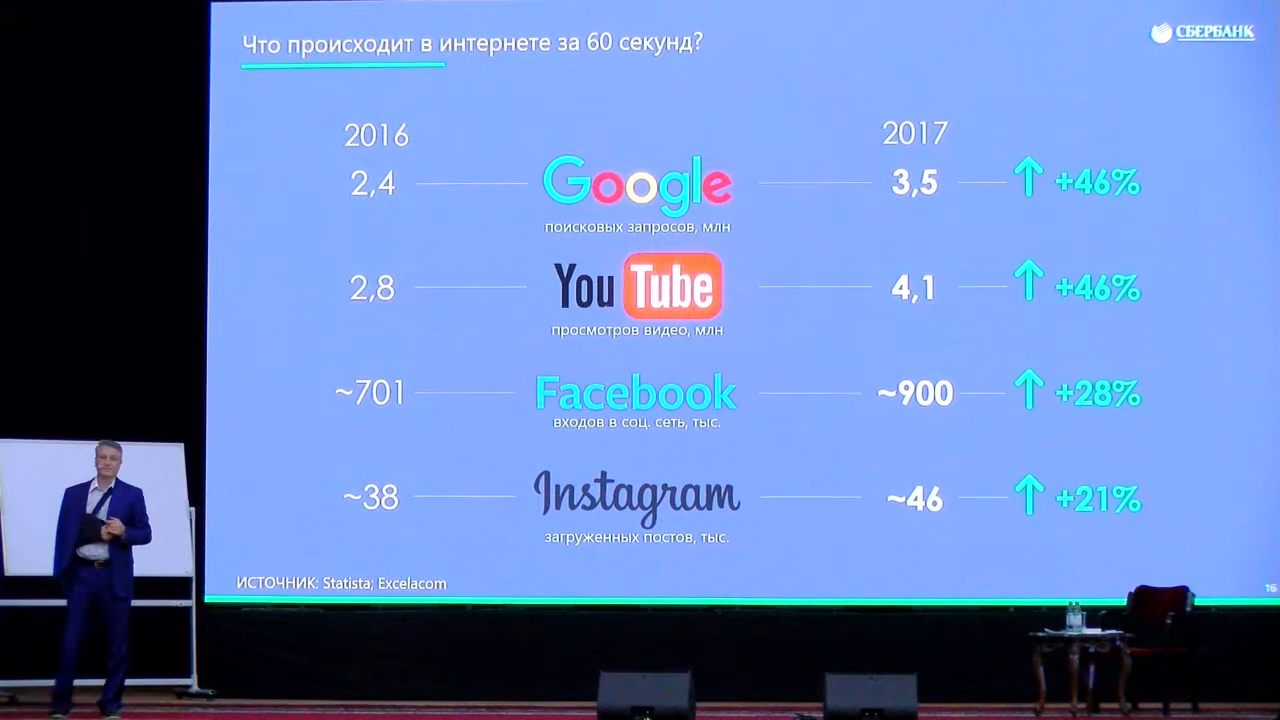 Что происходит в интернете за 60 секунд?
СБЕРБАНК
2016
2017
2,4 Google 3,5 +46%
поисковых запросов, млн
2,8 YouTube 4,1 +46%
просмотров видео, млн
~701 Facebook ~900 +28%
входов в соц. сеть, тыс.
~38 Instagram ~46 +21%
загруженных постов, тыс.
ИСТОЧНИК: Statista; Excelacom
16